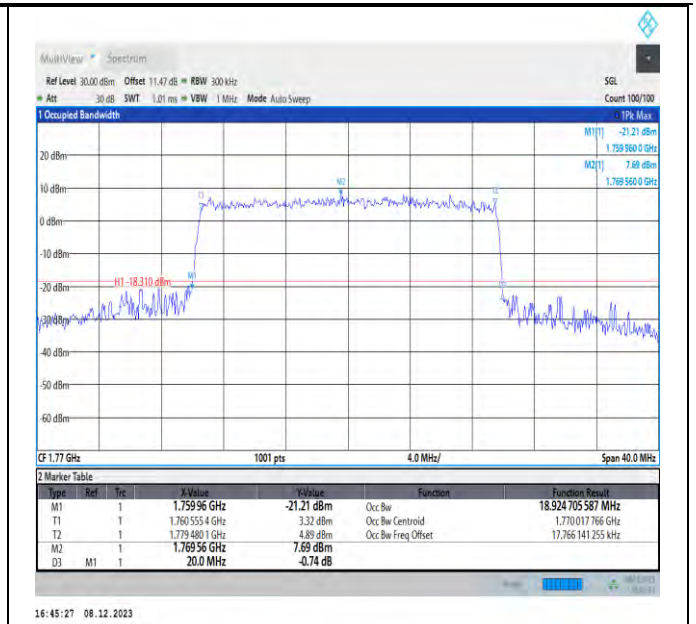 MultiView Spectrum
Ref Level 30.00 dBm Offset 11.47 dB RBW 300 kHz SGL
Att 30 dB SWT 1.01 ms VBW 1 MHz Mode Auto Sweep Count 100/100
1 Occupied Bandwidth 1Pk Max
M1[1] -21.21 dBm
1.759 960 0 GHz
M2[1] 7.69 dBm
1.769 560 0 GHz
20 dBm
10 dBm
M2
T1
T2
0 dBm
-10 dBm
M1
H1 -18.310 dBm
-20 dBm
-30 dBm
-40 dBm
-50 dBm
-60 dBm
CF 1.77 GHz 1001 pts 4.0 MHz/ Span 40.0 MHz
2 Marker Table
Type Ref Trc X-Value Y-Value Function Function Result
M1 1 1.759 96 GHz -21.21 dBm Occ Bw 18.924 705 587 MHz
T1 1 1.760 555 4 GHz 3.32 dBm Occ Bw Centroid 1.770 017 766 GHz
T2 1 1.779 480 1 GHz 4.89 dBm Occ Bw Freq Offset 17.766 141 255 kHz
M2 1 1.769 56 GHz 7.69 dBm
D3 M1 1 20.0 MHz -0.74 dB
16:45:27 08.12.2023